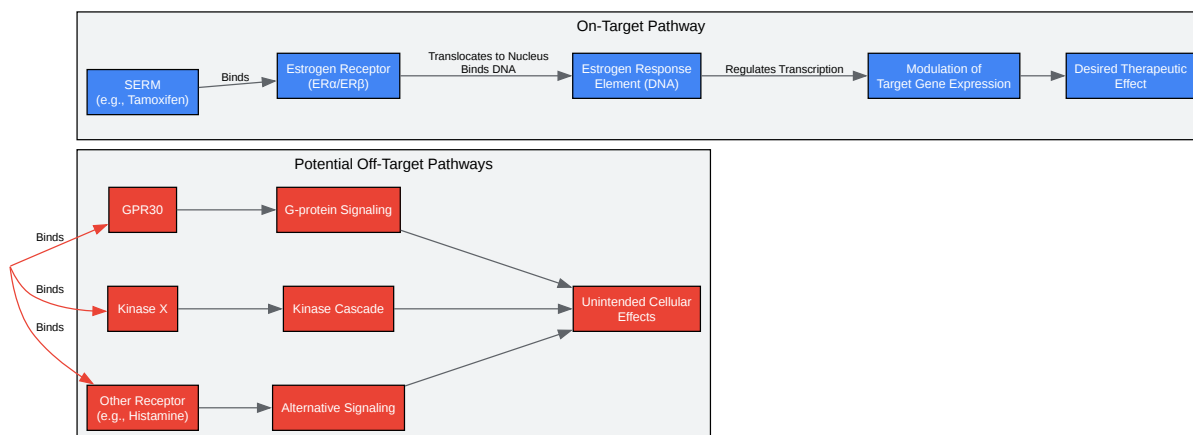 On-Target Pathway
SERM
(e.g., Tamoxifen)
Binds
Estrogen Receptor
(ERα/ERβ)
Translocates to Nucleus
Binds DNA
Estrogen Response
Element (DNA)
Regulates Transcription
Modulation of
Target Gene Expression
Desired Therapeutic
Effect
Potential Off-Target Pathways
Binds
GPR30
G-protein Signaling
Binds
Kinase X
Kinase Cascade
Unintended Cellular
Effects
Binds
Other Receptor
(e.g., Histamine)
Alternative Signaling